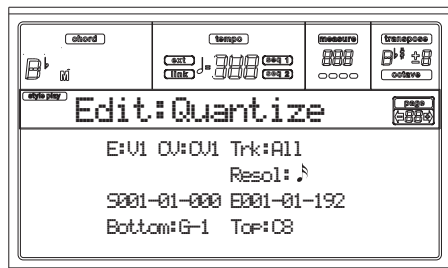 chord tempo measure transpose
ext seq 1
link seq 2
octave
style play
page
Edit:Quantize
E:V1 CV:CV1 Trk:All
Resol:
S001-01-000 E001-01-192
Bottom:G-1 Top:C8